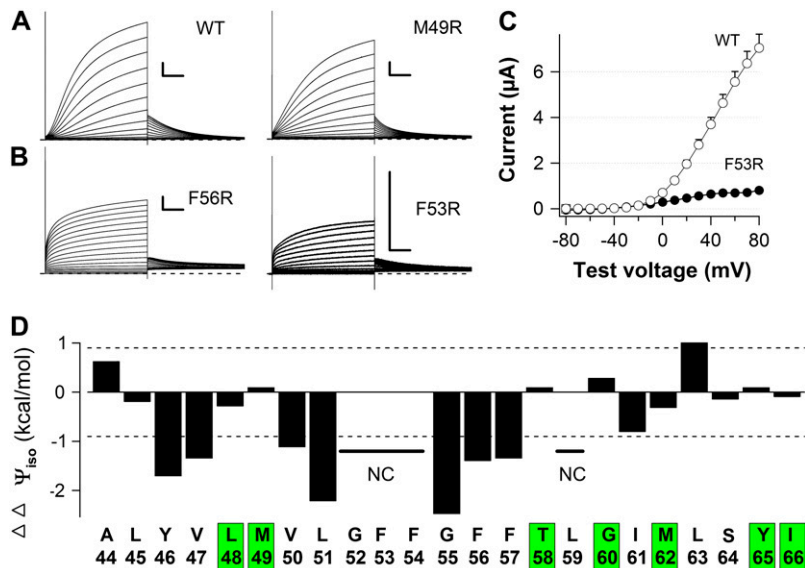 A
WT
M49R
B
F56R
F53R
C
Current (µA)
6
4
2
0
WT
F53R
-80
-40
0
40
80
Test voltage (mV)
D
Δ Δ Ψiso (kcal/mol)
1
0
-1
-2
NC
NC
A L Y V L M V L G F F G F F T L G I M L S Y I
44 45 46 47 48 49 50 51 52 53 54 55 56 57 58 59 60 61 62 63 64 65 66